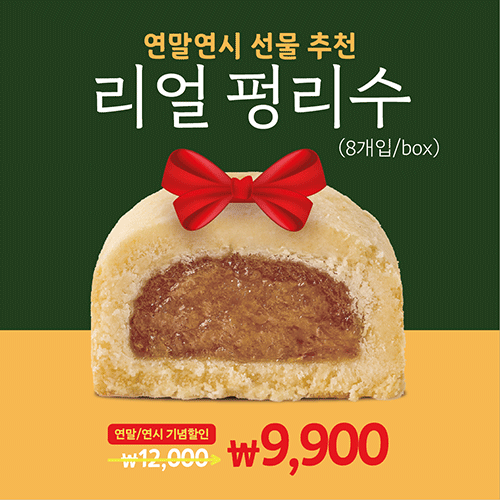 연말연시 선물 추천
리얼 펑리수
(8개입/box)
연말/연시 기념할인
₩12,000
₩9,900